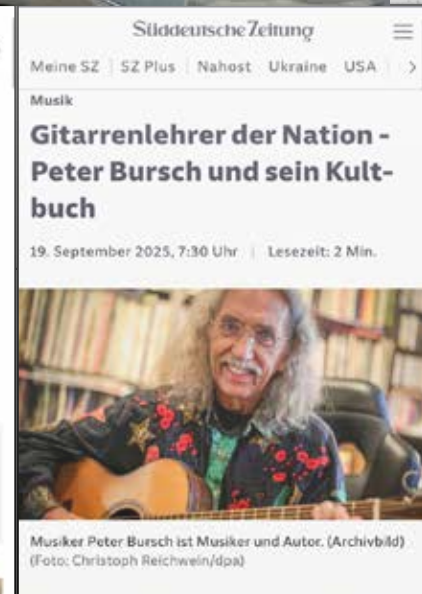 Süddeutsche Zeitung
Meine SZ | SZ Plus | Nahost Ukraine USA
Musik
Gitarrenlehrer der Nation -
Peter Bursch und sein Kult-
buch
19. September 2025, 7:30 Uhr | Lesezeit: 2 Min.
Musiker Peter Bursch ist Musiker und Autor. (Archivbild)
(Foto: Christoph Reichwein/dpa)